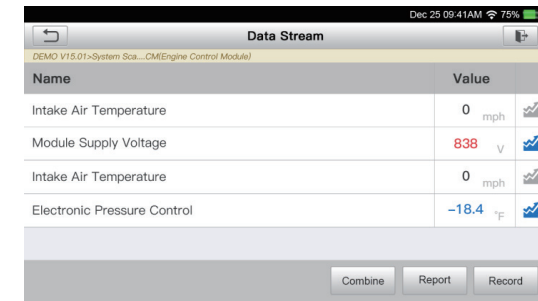 Dec 25 09:41AM 75%
Data Stream
DEMO V15.01>System Sca....CM(Engine Control Module)
Name Value
Intake Air Temperature 0 mph
Module Supply Voltage 838 V
Intake Air Temperature 0 mph
Electronic Pressure Control -18.4 °F
Combine Report Record